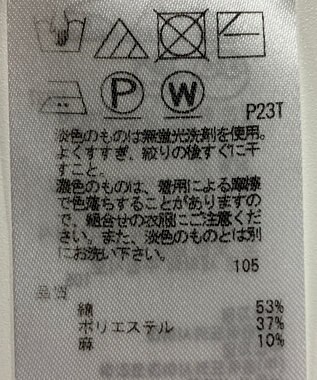 P
W
P23T
淡色のものは無蛍光洗剤を使用。
よくすすぎ、絞りの後すぐに干
すこと。
濃色のものは、着用による摩擦
で色落ちすることがありますの
で、組合せの衣服にご注意くだ
さい。また、淡色のものとは別
にお洗い下さい。
105
品質
綿 53%
ポリエステル 37%
麻 10%